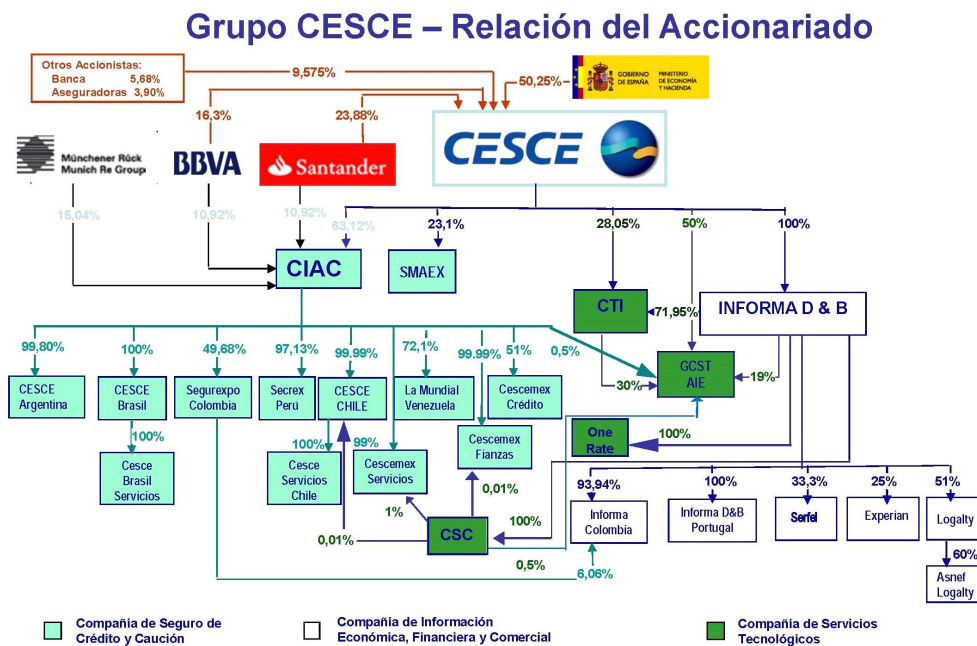 Grupo CESCE – Relación del Accionariado
Otros Accionistas:
Banca 5,68%
Aseguradoras 3,90%
9,575%
50,25%
GOBIERNO DE ESPAÑA
MINISTERIO DE ECONOMÍA Y HACIENDA
16,3%
23,88%
Münchener Rück
Munich Re Group
BBVA
Santander
CESCE
15,04%
10,92%
10,92%
63,12%
23,1%
28,05%
50%
100%
CIAC
SMAEX
CTI
71,95%
INFORMA D & B
99,80%
100%
49,68%
97,13%
99.99%
72,1%
99.99%
51%
0,5%
GCST
AIE
30%
19%
CESCE
Argentina
CESCE
Brasil
Segurexpo
Colombia
Secrex
Perú
CESCE
CHILE
La Mundial
Venezuela
Cescemex
Crédito
100%
100%
99%
Cesce
Brasil
Servicios
Cesce
Servicios
Chile
Cescemex
Servicios
Cescemex
Fianzas
One
Rate
100%
0,01%
1%
0,01%
CSC
100%
0,5%
93,94%
100%
33,3%
25%
51%
Informa
Colombia
Informa D&B
Portugal
Serfel
Experian
Logalty
6,06%
60%
Asnef
Logalty
Compañía de Seguro de
Crédito y Caución
Compañía de Información
Económica, Financiera y Comercial
Compañía de Servicios
Tecnológicos